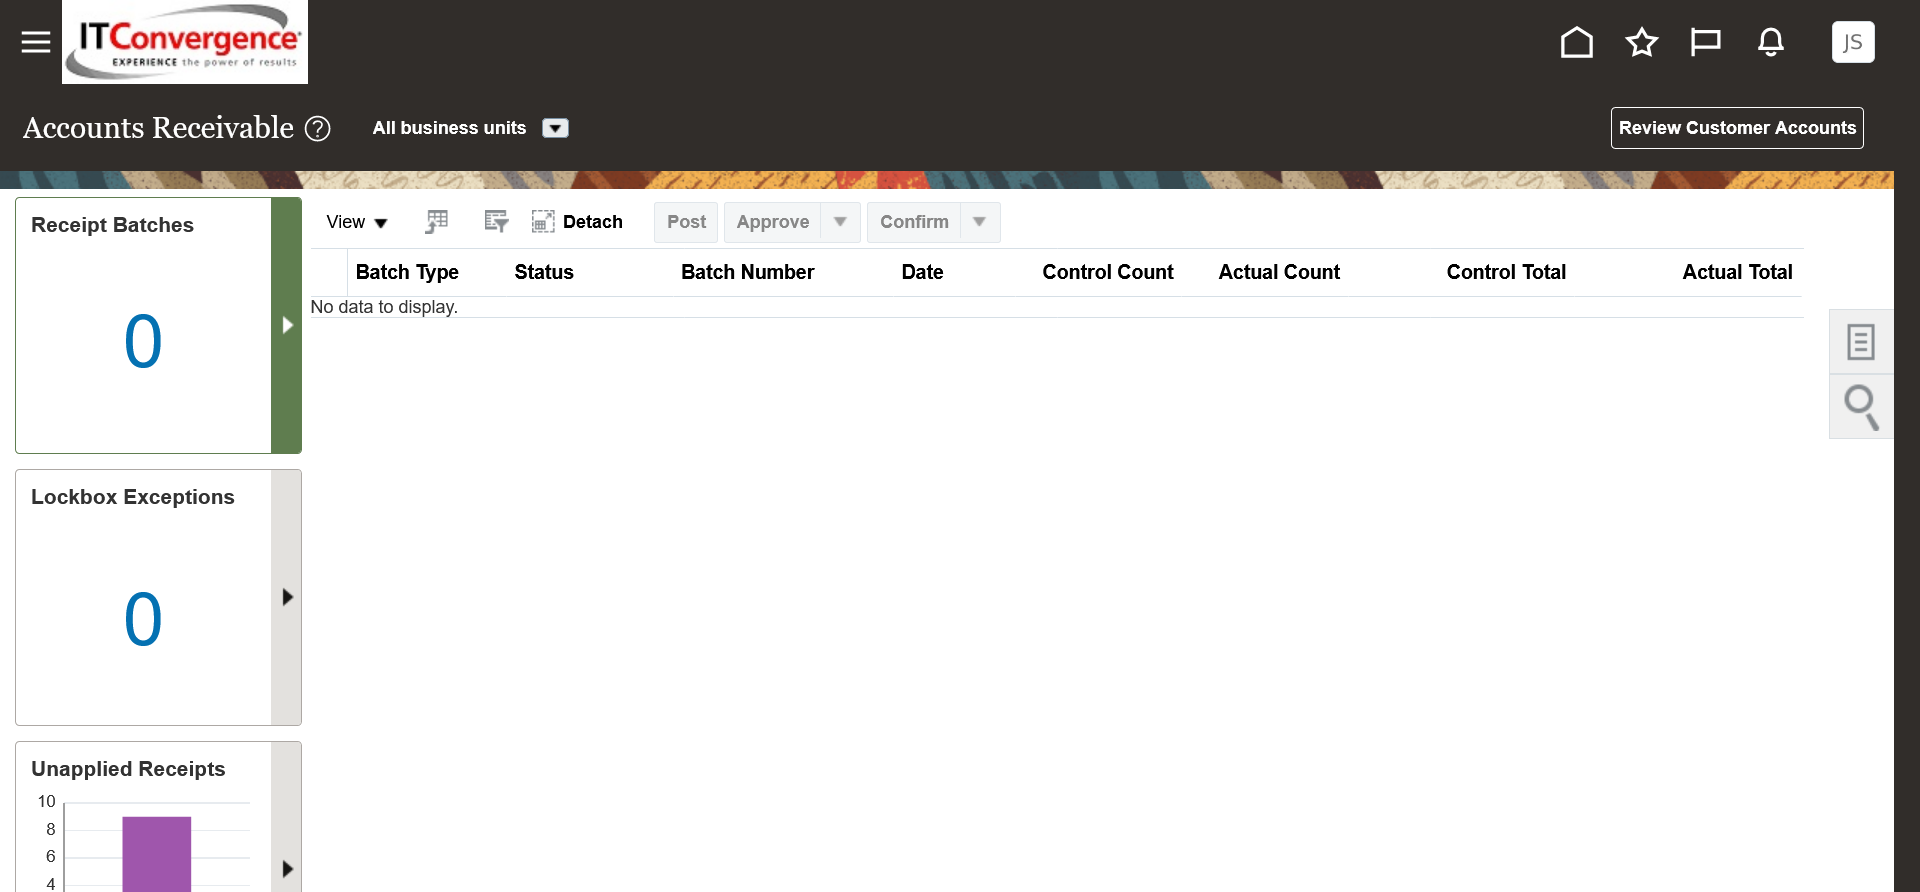 ITConvergence
EXPERIENCE the power of results
JS
Accounts Receivable ?
All business units
Review Customer Accounts
Receipt Batches
0
Lockbox Exceptions
0
Unapplied Receipts
10
8
6
4
View
Detach
Post
Approve
Confirm
Batch Type Status Batch Number Date Control Count Actual Count Control Total Actual Total
No data to display.